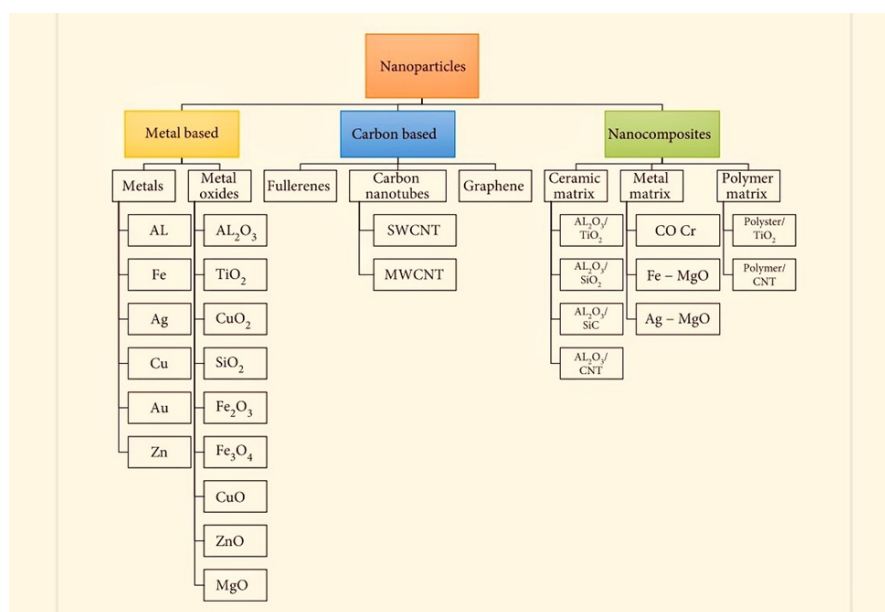 Nanoparticles
Metal based
Carbon based
Nanocomposites
Metals
Metal
oxides
Fullerenes
Carbon
nanotubes
Graphene
Ceramic
matrix
Metal
matrix
Polymer
matrix
AL
Fe
Ag
Cu
Au
Zn
AL₂O₃
TiO₂
CuO₂
SiO₂
Fe₂O₃
Fe₃O₄
CuO
ZnO
MgO
SWCNT
MWCNT
AL₂O₃/
TiO₂
AL₂O₃/
SiO₂
AL₂O₃/
SiC
AL₂O₃/
CNT
CO Cr
Fe – MgO
Ag – MgO
Polyster/
TiO₂
Polymer/
CNT